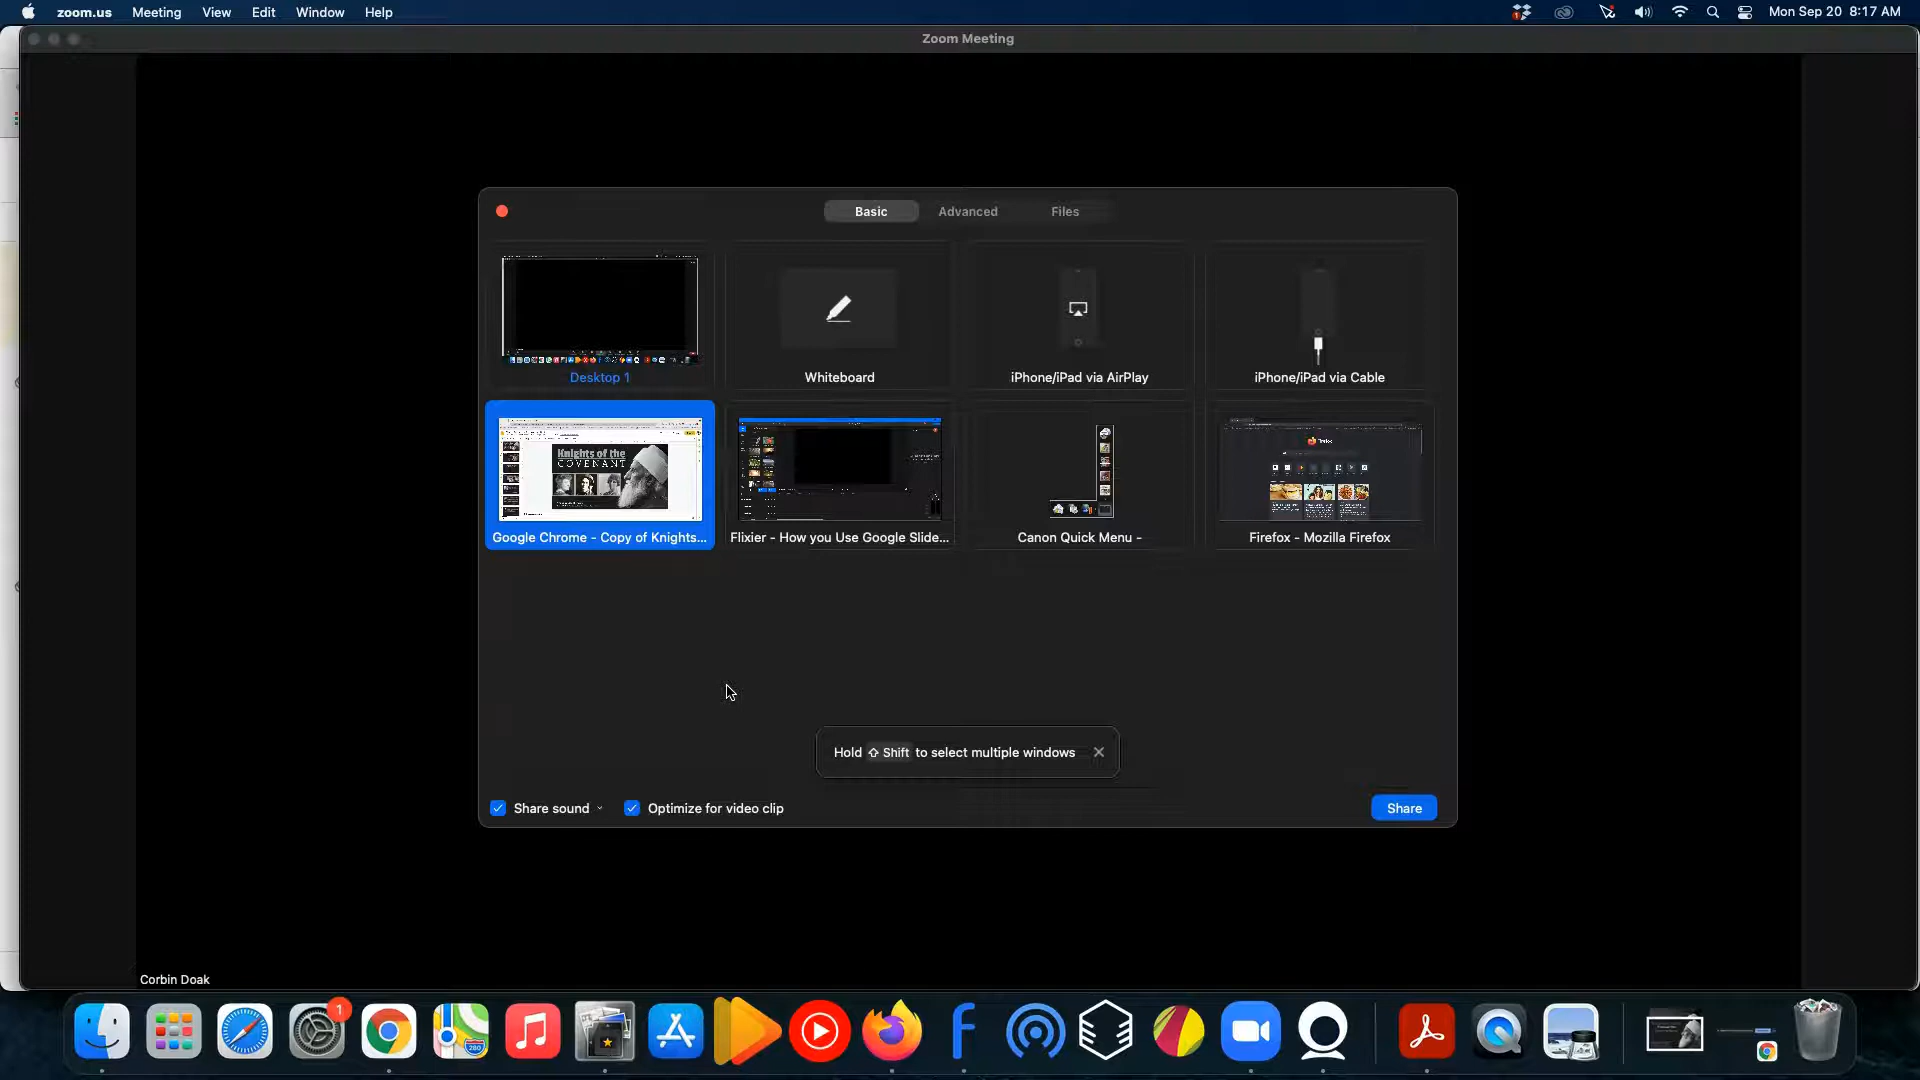 zoom.us Meeting View Edit Window Help
Mon Sep 20 8:17 AM
Zoom Meeting
Basic Advanced Files
Desktop 1
Whiteboard
iPhone/iPad via AirPlay
iPhone/iPad via Cable
Knights of the
COVENANT
Firefox
Google Chrome - Copy of Knights...
Flixier - How you Use Google Slide...
Canon Quick Menu -
Firefox - Mozilla Firefox
Hold ⇧ Shift to select multiple windows
Share sound
Optimize for video clip
Share
Corbin Doak
1
280